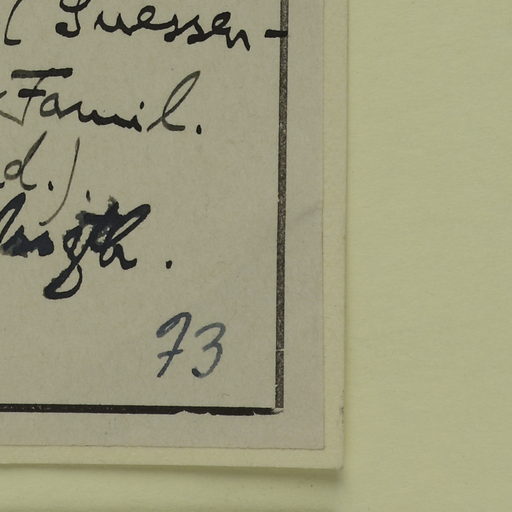 ( Suessen-
Famil.
d.)
73